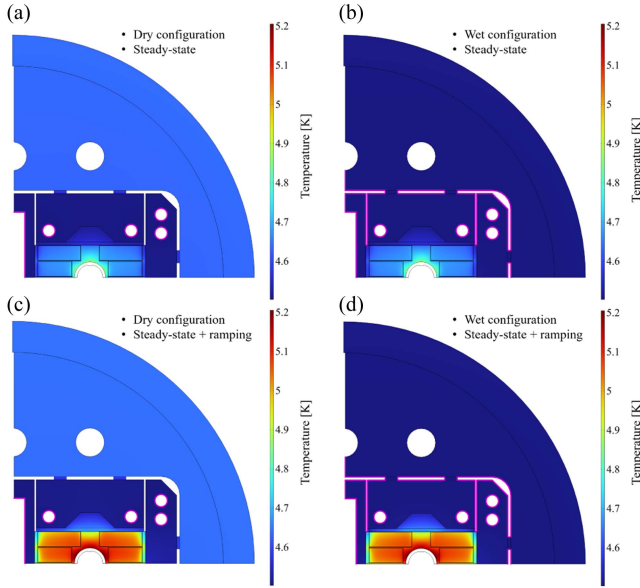 (a)
• Dry configuration
• Steady-state
5.2
5.1
5
4.9
4.8
4.7
4.6
Temperature [K]
(b)
• Wet configuration
• Steady-state
5.2
5.1
5
4.9
4.8
4.7
4.6
Temperature [K]
(c)
• Dry configuration
• Steady-state + ramping
5.2
5.1
5
4.9
4.8
4.7
4.6
Temperature [K]
(d)
• Wet configuration
• Steady-state + ramping
5.2
5.1
5
4.9
4.8
4.7
4.6
Temperature [K]